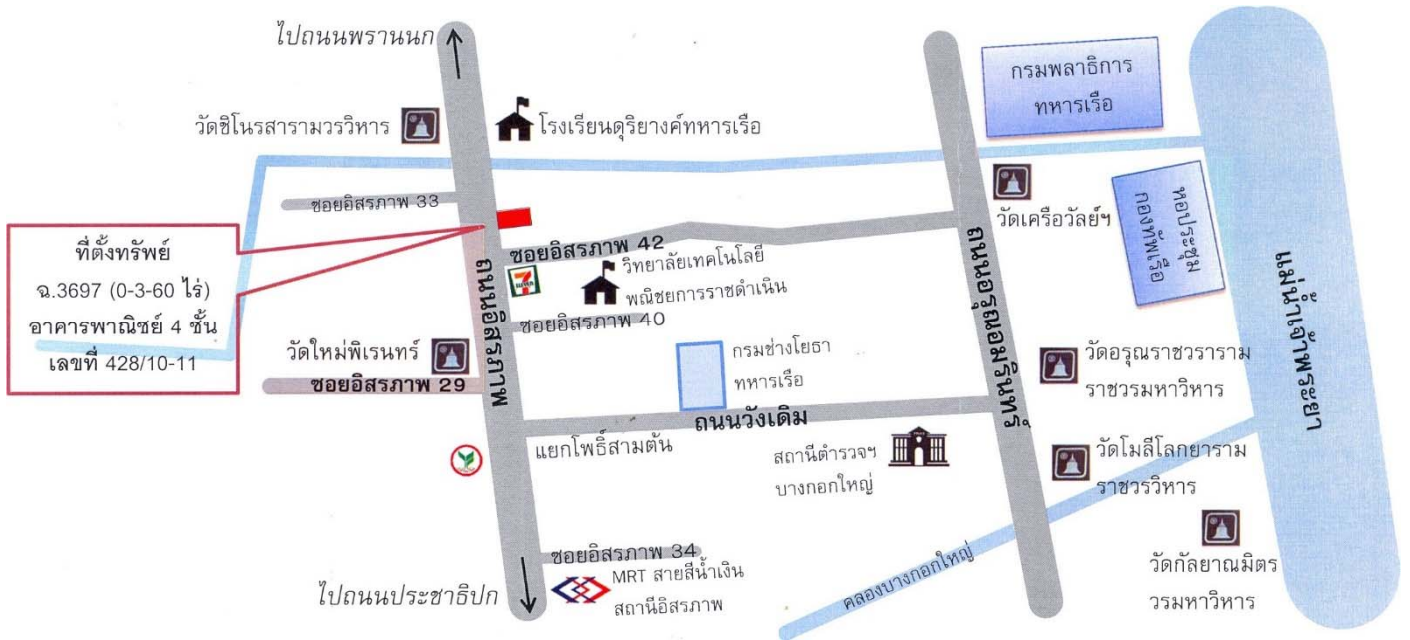 ไปถนนพรานนก
วัดชิโนรสารามวรวิหาร
โรงเรียนดุริยางค์ทหารเรือ
กรมพลาธิการ
ทหารเรือ
ซอยอิสรภาพ 33
วัดเครือวัลย์ฯ
หอประชุม
กองทัพเรือ
ที่ตั้งทรัพย์
ฉ.3697 (0-3-60 ไร่)
อาคารพาณิชย์ 4 ชั้น
เลขที่ 428/10-11
ซอยอิสรภาพ 42
วิทยาลัยเทคโนโลยี
พณิชยการราชดำเนิน
ถนนอิสรภาพ
ถนนอรุณอมรินทร์
แม่น้ำเจ้าพระยา
ซอยอิสรภาพ 40
วัดใหม่พิเรนทร์
ซอยอิสรภาพ 29
กรมช่างโยธา
ทหารเรือ
วัดอรุณราชวราราม
ราชวรมหาวิหาร
ถนนวังเดิม
แยกโพธิ์สามต้น
สถานีตำรวจฯ
บางกอกใหญ่
วัดโมลีโลกยาราม
ราชวรวิหาร
ซอยอิสรภาพ 34
MRT สายสีน้ำเงิน
สถานีอิสรภาพ
ไปถนนประชาธิปก
คลองบางกอกใหญ่
วัดกัลยาณมิตร
วรมหาวิหาร